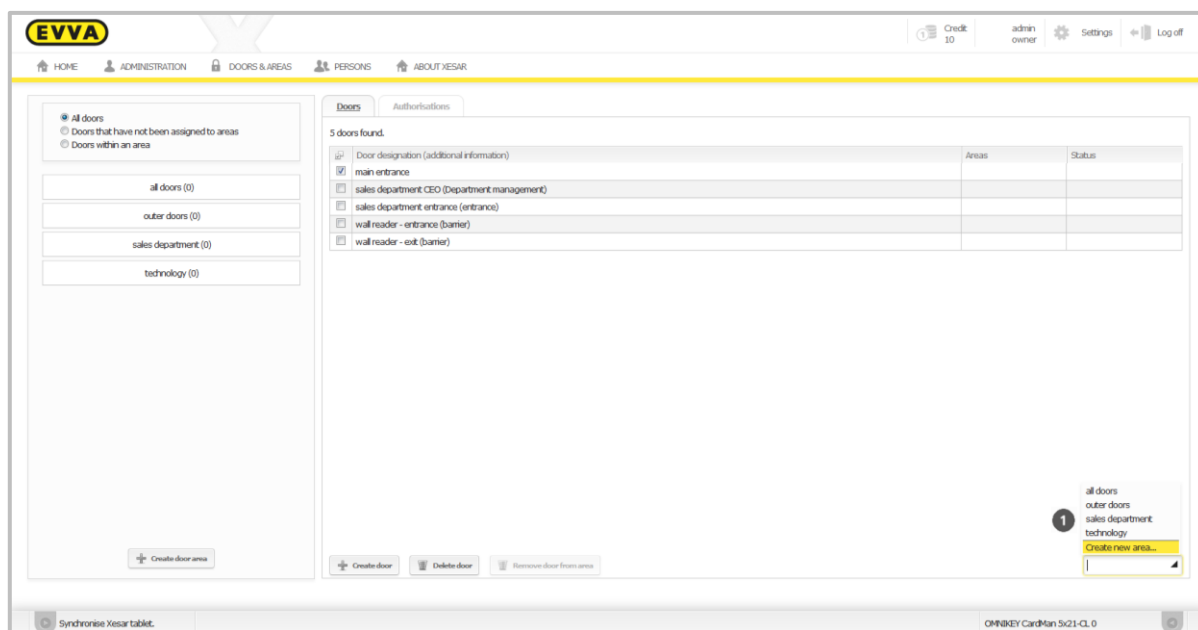 EVVA
Credit
10
admin
owner
Settings
Log off
HOME
ADMINISTRATION
DOORS & AREAS
PERSONS
ABOUT XESAR
All doors
Doors that have not been assigned to areas
Doors within an area
all doors (0)
outer doors (0)
sales department (0)
technology (0)
Create door area
Doors
Authorisations
5 doors found.
Door designation (additional information)
Areas
Status
main entrance
sales department CEO (Department management)
sales department entrance (entrance)
wall reader - entrance (barrier)
wall reader - exit (barrier)
all doors
outer doors
1
sales department
technology
Create new area...
Create door
Delete door
Remove door from area
Synchronise Xesar tablet.
OMNIKEY CardMan 5x21-CL 0